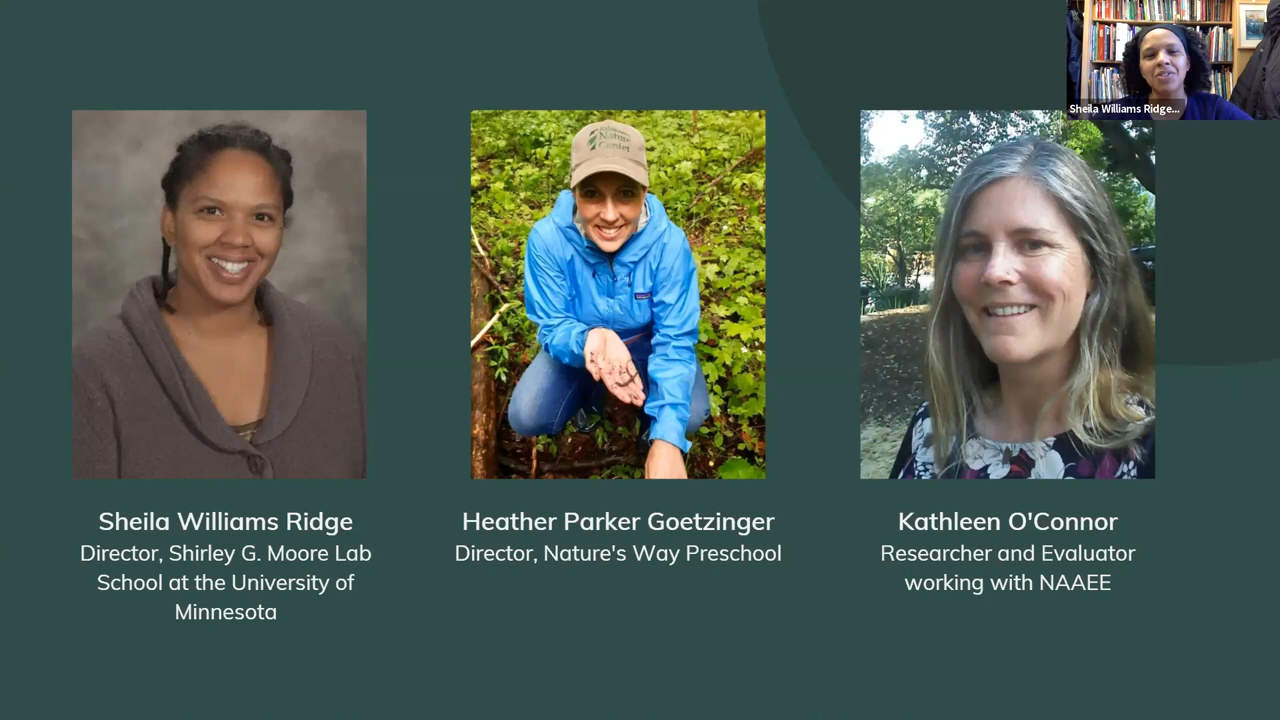 Sheila Williams Ridge...
Nature
Center
Sheila Williams Ridge
Director, Shirley G. Moore Lab
School at the University of
Minnesota
Heather Parker Goetzinger
Director, Nature's Way Preschool
Kathleen O'Connor
Researcher and Evaluator
working with NAAEE